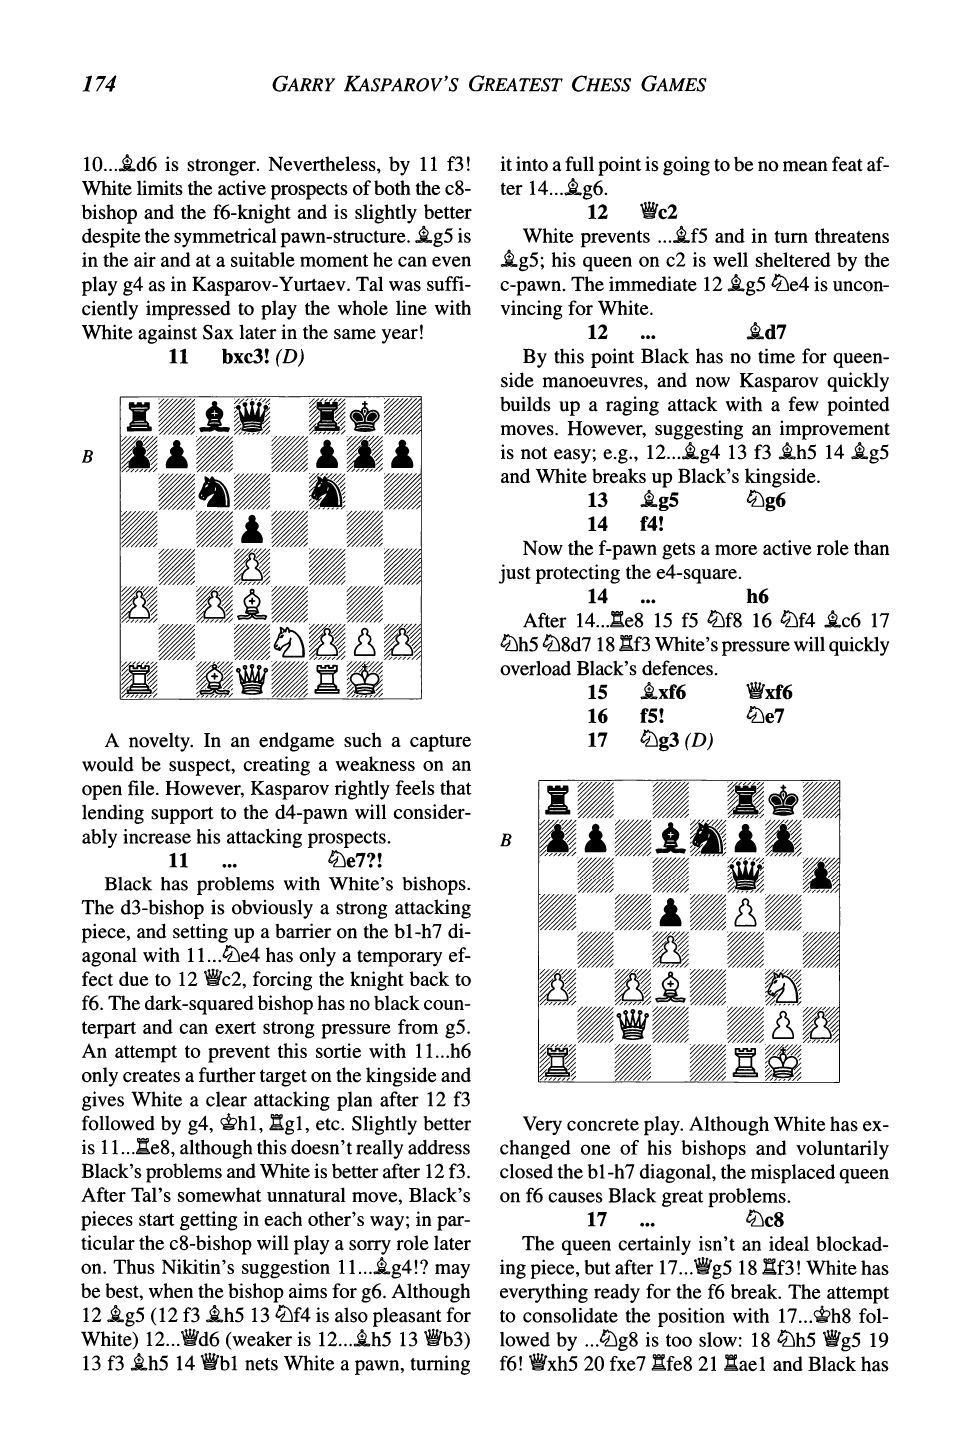 174
GARRY KASPAROV'S GREATEST CHESS GAMES
10...♗d6 is stronger. Nevertheless, by 11 f3!
White limits the active prospects of both the c8-
bishop and the f6-knight and is slightly better
despite the symmetrical pawn-structure. ♗g5 is
in the air and at a suitable moment he can even
play g4 as in Kasparov-Yurtaev. Tal was suffi-
ciently impressed to play the whole line with
White against Sax later in the same year!
11 bxc3! (D)
B
A novelty. In an endgame such a capture
would be suspect, creating a weakness on an
open file. However, Kasparov rightly feels that
lending support to the d4-pawn will consider-
ably increase his attacking prospects.
11 ... ♘e7?!
Black has problems with White's bishops.
The d3-bishop is obviously a strong attacking
piece, and setting up a barrier on the b1-h7 di-
agonal with 11...♘e4 has only a temporary ef-
fect due to 12 ♕c2, forcing the knight back to
f6. The dark-squared bishop has no black coun-
terpart and can exert strong pressure from g5.
An attempt to prevent this sortie with 11...h6
only creates a further target on the kingside and
gives White a clear attacking plan after 12 f3
followed by g4, ♔h1, ♖g1, etc. Slightly better
is 11...♖e8, although this doesn't really address
Black's problems and White is better after 12 f3.
After Tal's somewhat unnatural move, Black's
pieces start getting in each other's way; in par-
ticular the c8-bishop will play a sorry role later
on. Thus Nikitin's suggestion 11...♗g4!? may
be best, when the bishop aims for g6. Although
12 ♗g5 (12 f3 ♗h5 13 ♘f4 is also pleasant for
White) 12...♕d6 (weaker is 12...♗h5 13 ♕b3)
13 f3 ♗h5 14 ♕b1 nets White a pawn, turning
it into a full point is going to be no mean feat af-
ter 14...♗g6.
12 ♕c2
White prevents ...♗f5 and in turn threatens
♗g5; his queen on c2 is well sheltered by the
c-pawn. The immediate 12 ♗g5 ♘e4 is uncon-
vincing for White.
12 ... ♗d7
By this point Black has no time for queen-
side manoeuvres, and now Kasparov quickly
builds up a raging attack with a few pointed
moves. However, suggesting an improvement
is not easy; e.g., 12...♗g4 13 f3 ♗h5 14 ♗g5
and White breaks up Black's kingside.
13 ♗g5 ♘g6
14 f4!
Now the f-pawn gets a more active role than
just protecting the e4-square.
14 ... h6
After 14...♖e8 15 f5 ♘f8 16 ♘f4 ♗c6 17
♘h5 ♘8d7 18 ♖f3 White's pressure will quickly
overload Black's defences.
15 ♗xf6 ♕xf6
16 f5! ♘e7
17 ♘g3 (D)
B
Very concrete play. Although White has ex-
changed one of his bishops and voluntarily
closed the b1-h7 diagonal, the misplaced queen
on f6 causes Black great problems.
17 ... ♘c8
The queen certainly isn't an ideal blockad-
ing piece, but after 17...♕g5 18 ♖f3! White has
everything ready for the f6 break. The attempt
to consolidate the position with 17...♔h8 fol-
lowed by ...♘g8 is too slow: 18 ♘h5 ♕g5 19
f6! ♕xh5 20 fxe7 ♖fe8 21 ♖ae1 and Black has